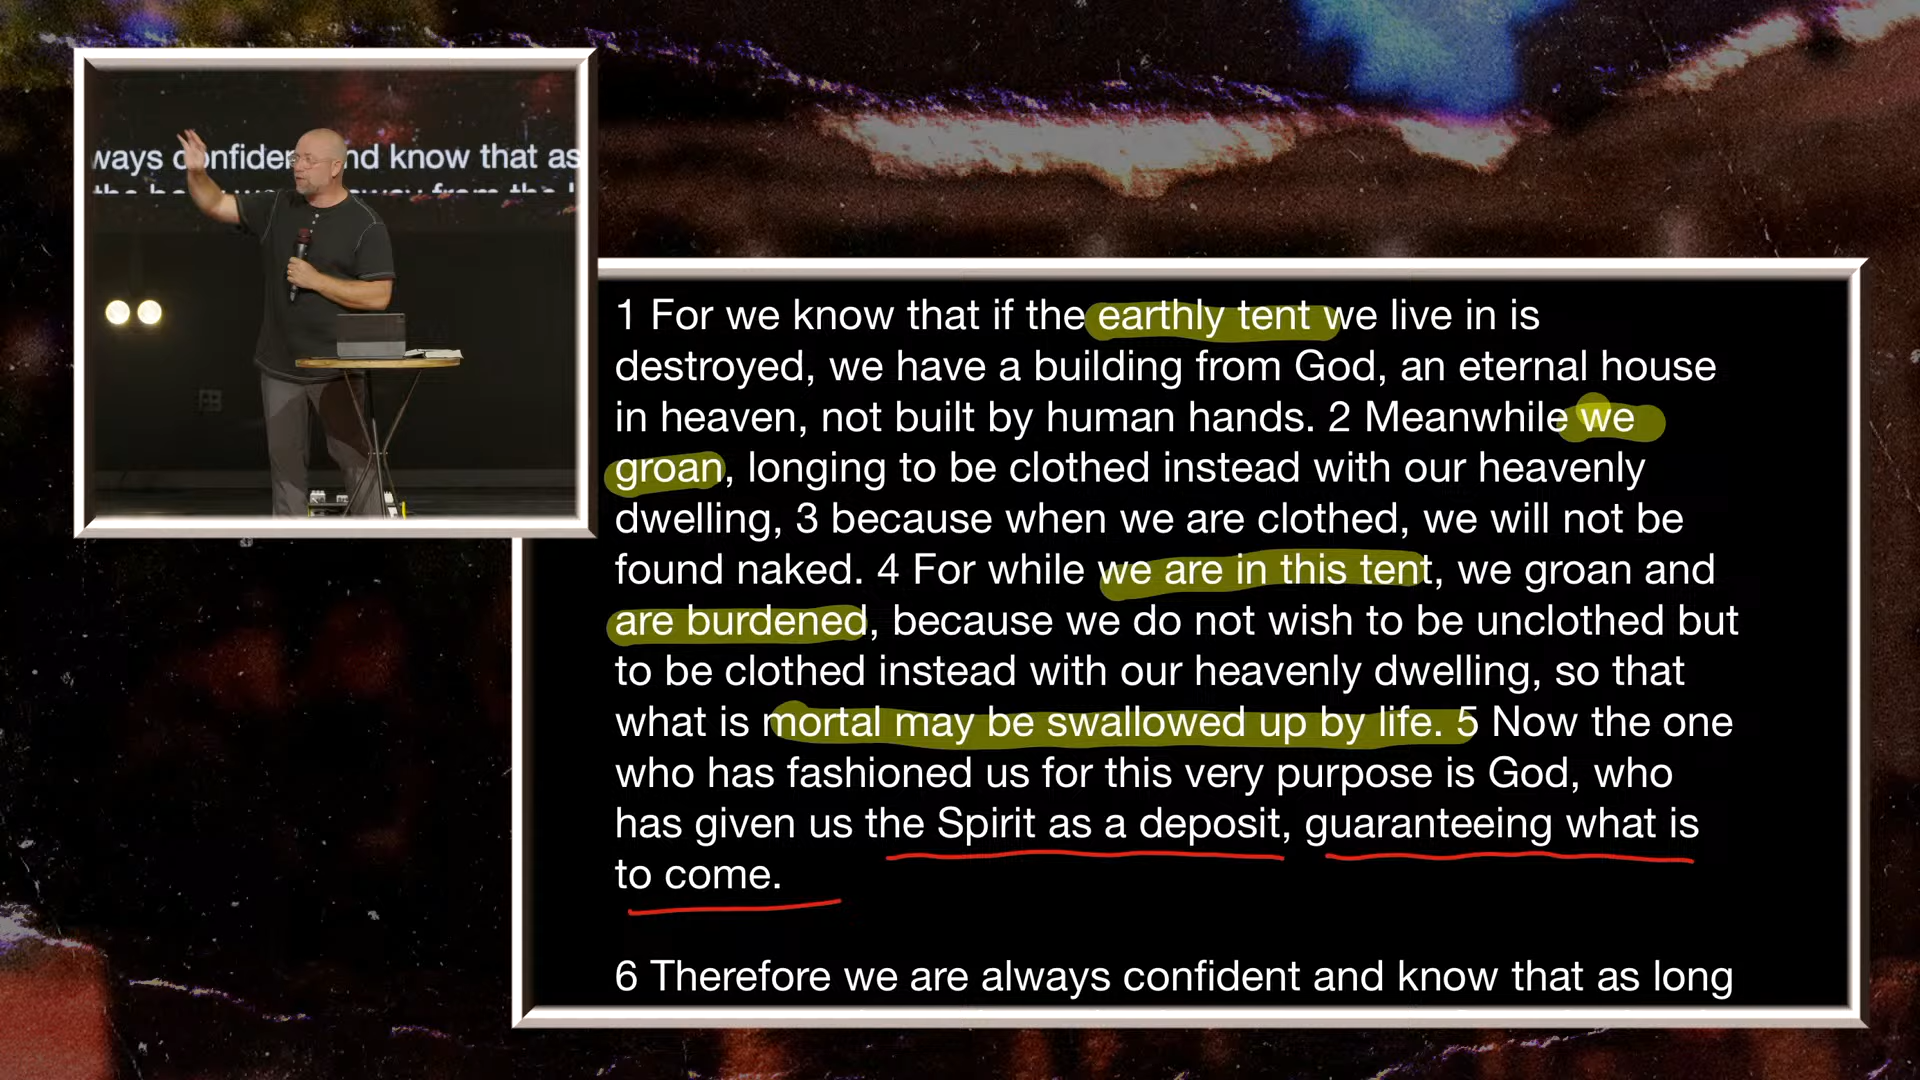 ways confiden nd know that as
away from the
1 For we know that if the earthly tent we live in is
destroyed, we have a building from God, an eternal house
in heaven, not built by human hands. 2 Meanwhile we
groan, longing to be clothed instead with our heavenly
dwelling, 3 because when we are clothed, we will not be
found naked. 4 For while we are in this tent, we groan and
are burdened, because we do not wish to be unclothed but
to be clothed instead with our heavenly dwelling, so that
what is mortal may be swallowed up by life. 5 Now the one
who has fashioned us for this very purpose is God, who
has given us the Spirit as a deposit, guaranteeing what is
to come.
6 Therefore we are always confident and know that as long